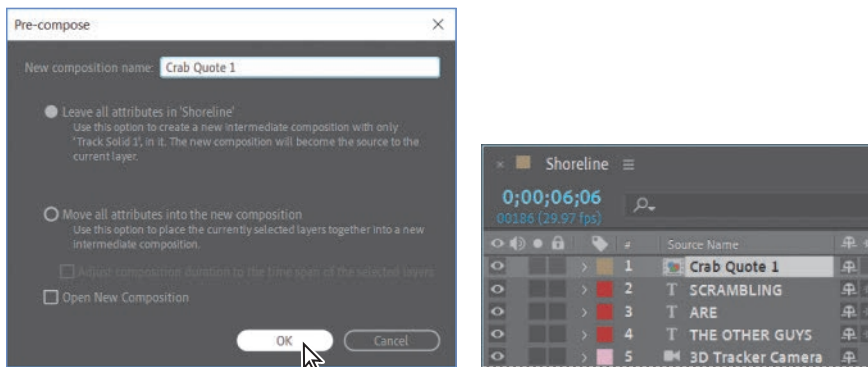 Pre-compose
New composition name: Crab Quote 1
Leave all attributes in 'Shoreline'
Use this option to create a new intermediate composition with only
'Track Solid 1', in it. The new composition will become the source to the
current layer.
Move all attributes into the new composition
Use this option to place the currently selected layers together into a new
intermediate composition.
Adjust composition duration to the time span of the selected layers
Open New Composition
OK Cancel
Shoreline
0;00;06;06
00186 (29.97 fps)
# Source Name
1 Crab Quote 1
2 T SCRAMBLING
3 T ARE
4 T THE OTHER GUYS
5 3D Tracker Camera